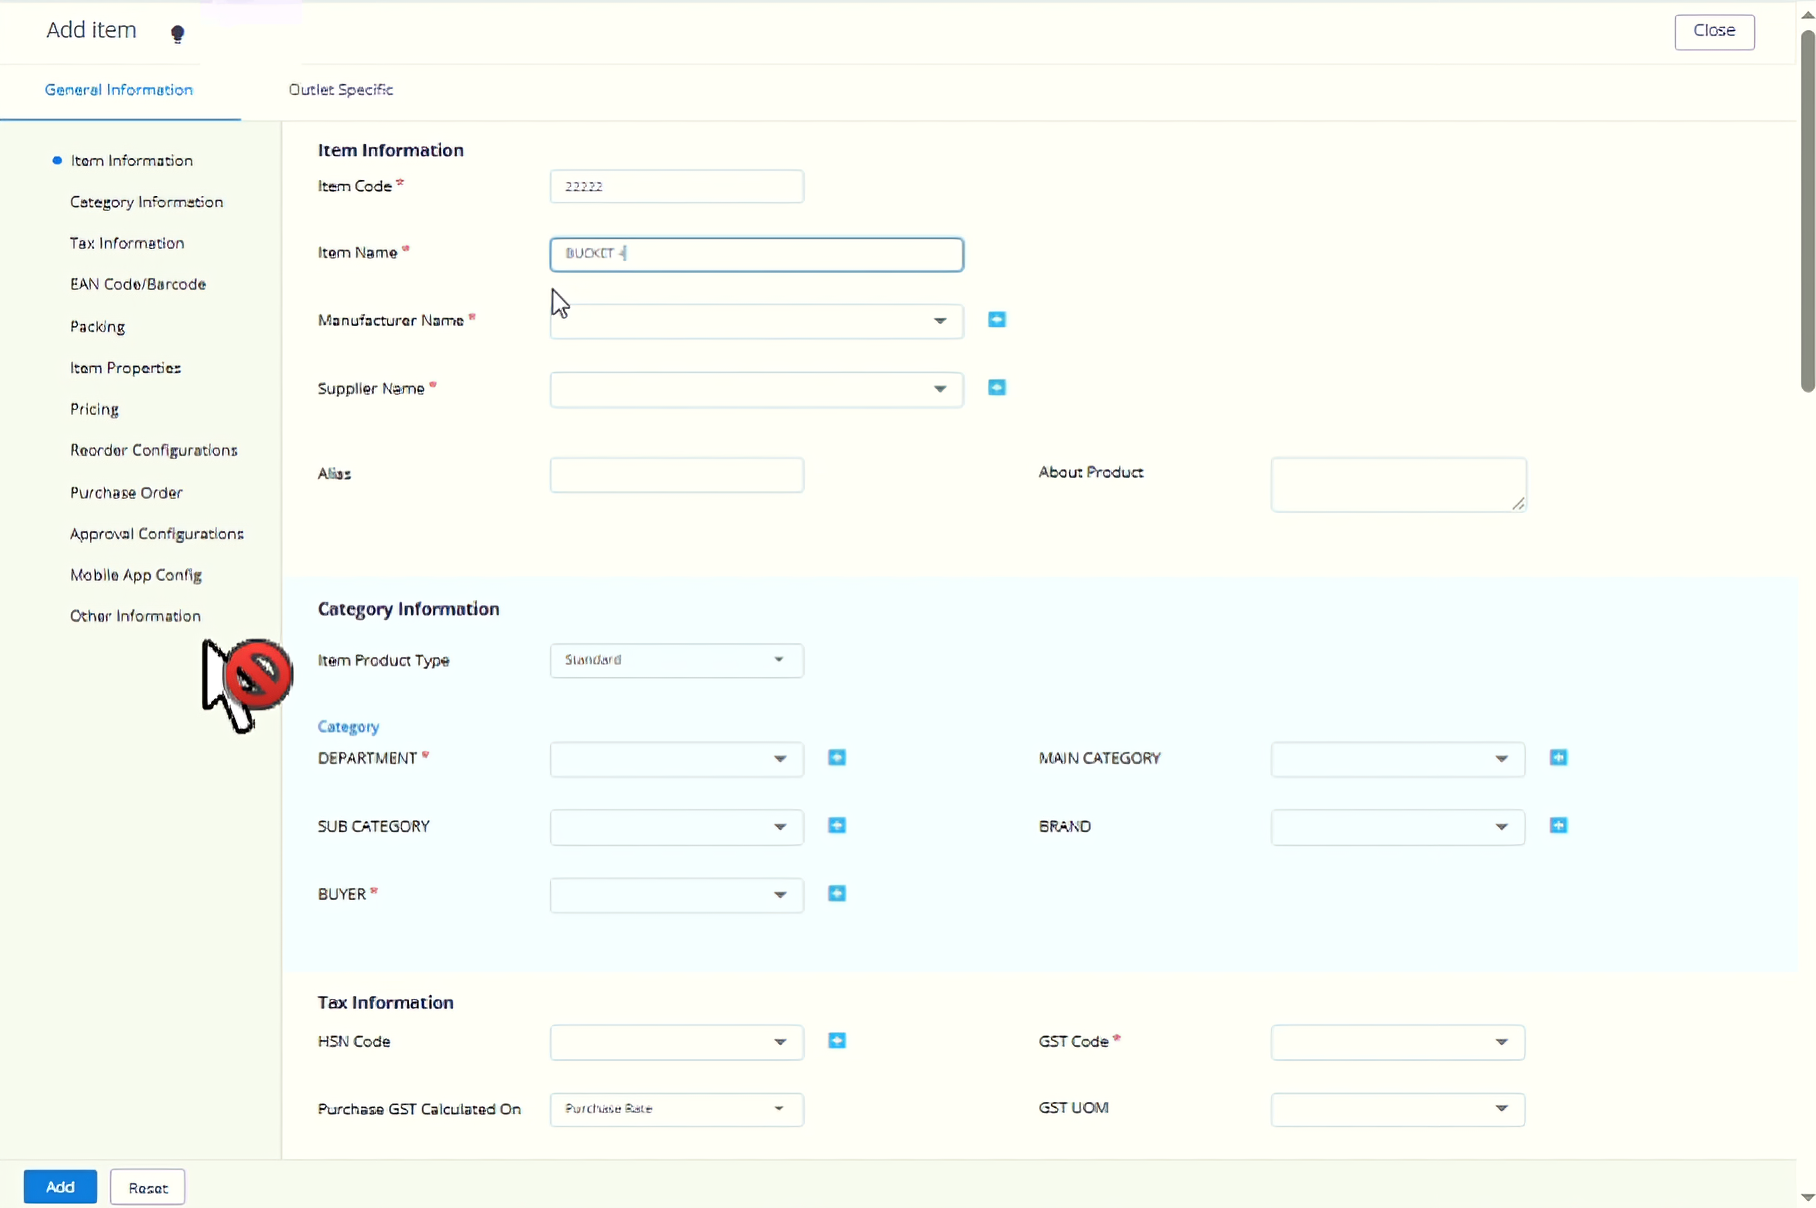 Add item
Close
General Information
Outlet Specific
Item Information
Category Information
Tax Information
EAN Code/Barcode
Packing
Item Properties
Pricing
Reorder Configurations
Purchase Order
Approval Configurations
Mobile App Config
Other Information
Item Information
Item Code *
22222
Item Name *
BUCKET 4
Manufacturer Name *
Supplier Name *
Alias
About Product
Category Information
Item Product Type
Standard
Category
DEPARTMENT *
MAIN CATEGORY
SUB CATEGORY
BRAND
BUYER *
Tax Information
HSN Code
GST Code *
Purchase GST Calculated On
Purchase Rate
GST UOM
Add
Reset